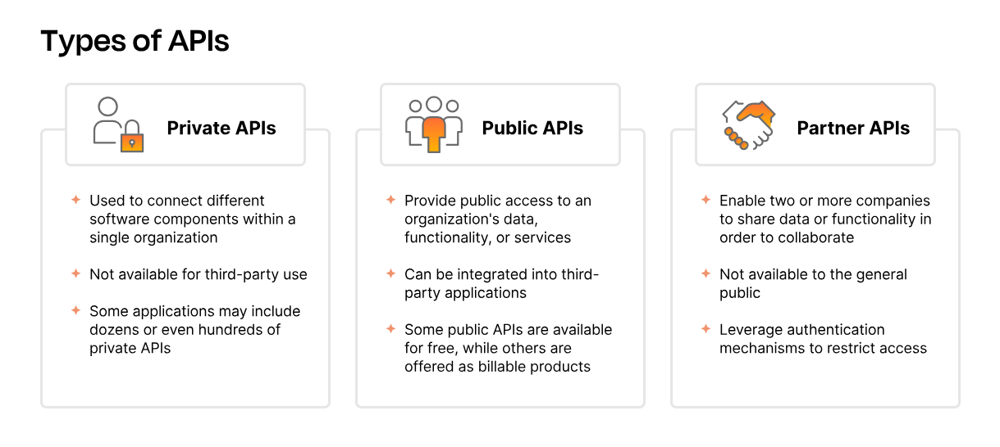 Types of APIs
Private APIs
Used to connect different
software components within a
single organization
Not available for third-party use
Some applications may include
dozens or even hundreds of
private APIs
Public APIs
Provide public access to an
organization's data,
functionality, or services
Can be integrated into third-
party applications
Some public APIs are available
for free, while others are
offered as billable products
Partner APIs
Enable two or more companies
to share data or functionality in
order to collaborate
Not available to the general
public
Leverage authentication
mechanisms to restrict access